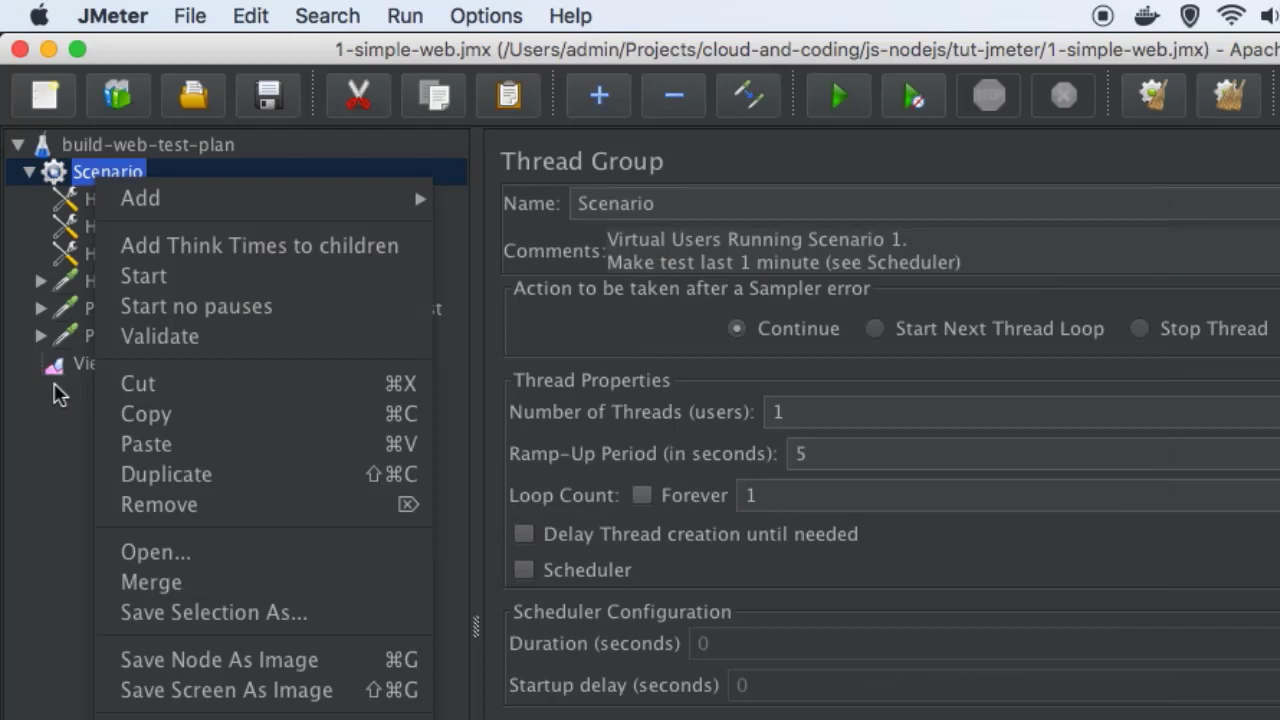 JMeter File Edit Search Run Options Help
1-simple-web.jmx (/Users/admin/Projects/cloud-and-coding/js-nodejs/tut-jmeter/1-simple-web.jmx) - Apac
build-web-test-plan
Scenario
H
H
H
H
P
st
P
Vie
Add
Add Think Times to children
Start
Start no pauses
Validate
Cut ⌘X
Copy ⌘C
Paste ⌘V
Duplicate ⇧⌘C
Remove ⌦
Open...
Merge
Save Selection As...
Save Node As Image ⌘G
Save Screen As Image ⇧⌘G
Thread Group
Name: Scenario
Comments: Virtual Users Running Scenario 1.
Make test last 1 minute (see Scheduler)
Action to be taken after a Sampler error
Continue Start Next Thread Loop Stop Thread
Thread Properties
Number of Threads (users): 1
Ramp-Up Period (in seconds): 5
Loop Count: Forever 1
Delay Thread creation until needed
Scheduler
Scheduler Configuration
Duration (seconds) 0
Startup delay (seconds) 0